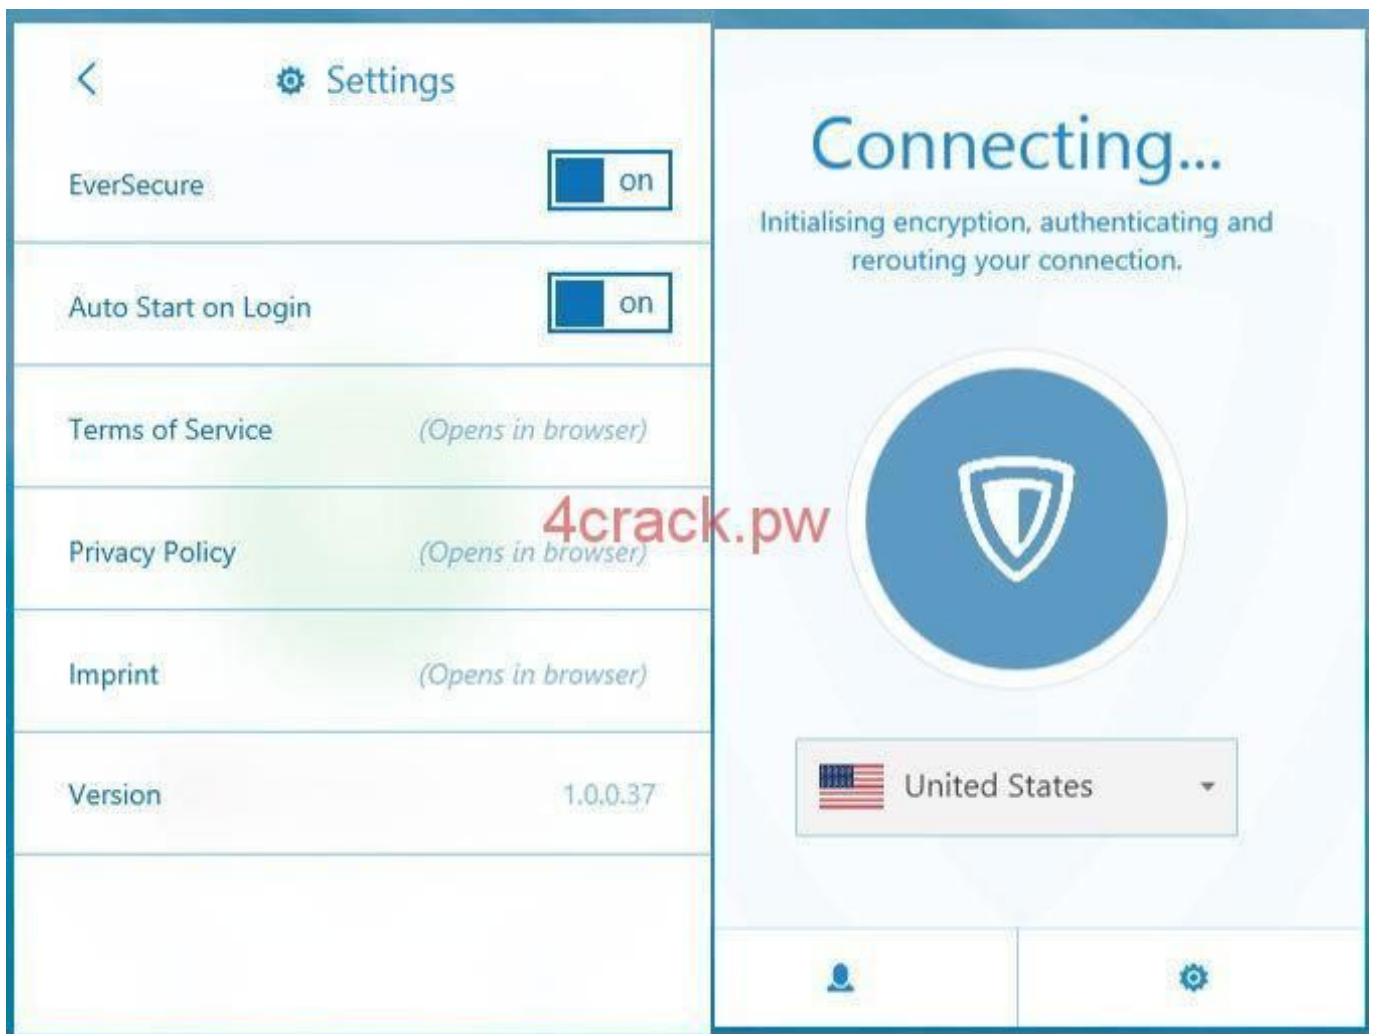 Settings
EverSecure on
Auto Start on Login on
Terms of Service (Opens in browser)
Privacy Policy (Opens in browser)
Imprint (Opens in browser)
Version 1.0.0.37
Connecting...
Initialising encryption, authenticating and
rerouting your connection.
4crack.pw
United States